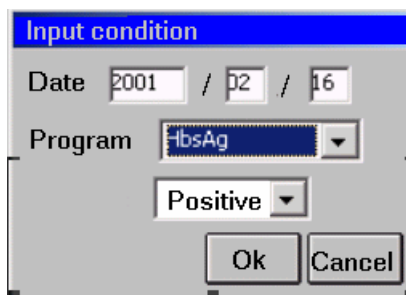 Input condition
Date 2001 / 02 / 16
Program HbsAg
Positive
Ok Cancel